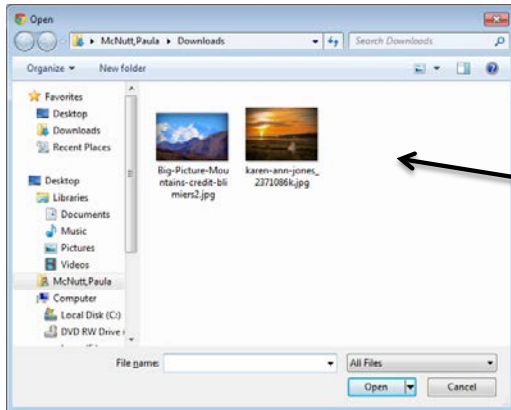 Open
McNutt,Paula ▸ Downloads
Search Downloads
Organize
New folder
Favorites
Desktop
Downloads
Recent Places
Desktop
Libraries
Documents
Music
Pictures
Videos
McNutt,Paula
Computer
Local Disk (C:)
DVD RW Drive
Big-Picture-Mou
ntains-credit-bli
miers2.jpg
karen-ann-jones_
2371086k.jpg
File name:
All Files
Open
Cancel